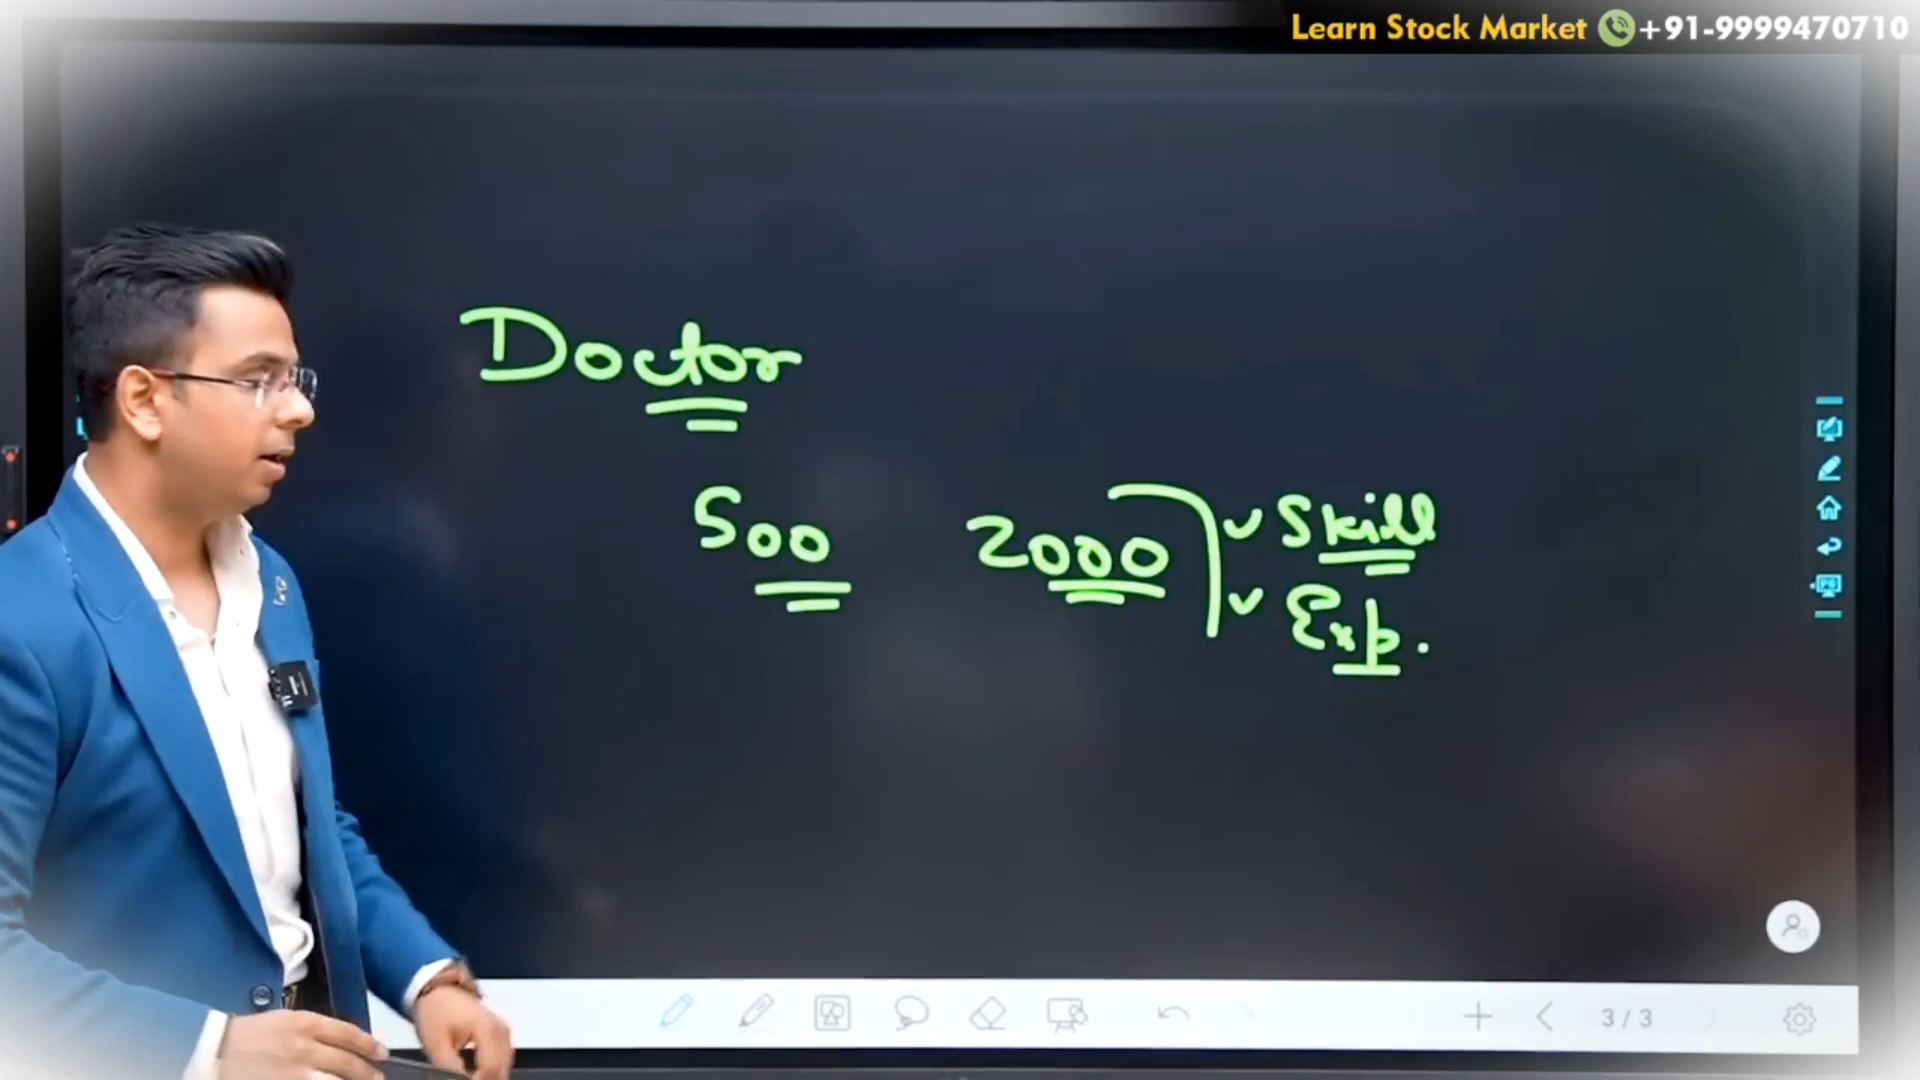 Learn Stock Market +91-9999470710
Doctor
500 2000 Skill
Exp.
3/3